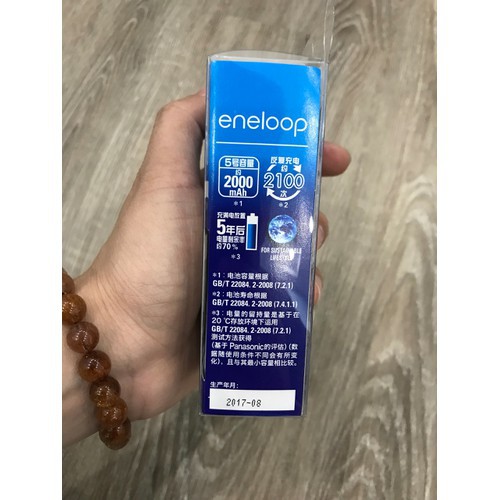 eneloop
5号容量
约
2000
mAh
*1
反复充电
约
2100
次
*2
充满电放置
5年后
电量剩余率
约70%
*3
FOR SUSTAINABLE
LIFESTYLE
*1：电池容量根据
GB/T 22084. 2-2008 (7.2.1)
*2：电池寿命根据
GB/T 22084. 2-2008 (7.4.1.1)
*3：电量的保持量是基于在
20 ℃存放环境下运用
GB/T 22084. 2-2008 (7.2.1)
测试方法获得
(基于 Panasonic的评估) (数
据随使用条件不同会有所变
化)，且与其最小容量相比较。
生产年月：
2017-08